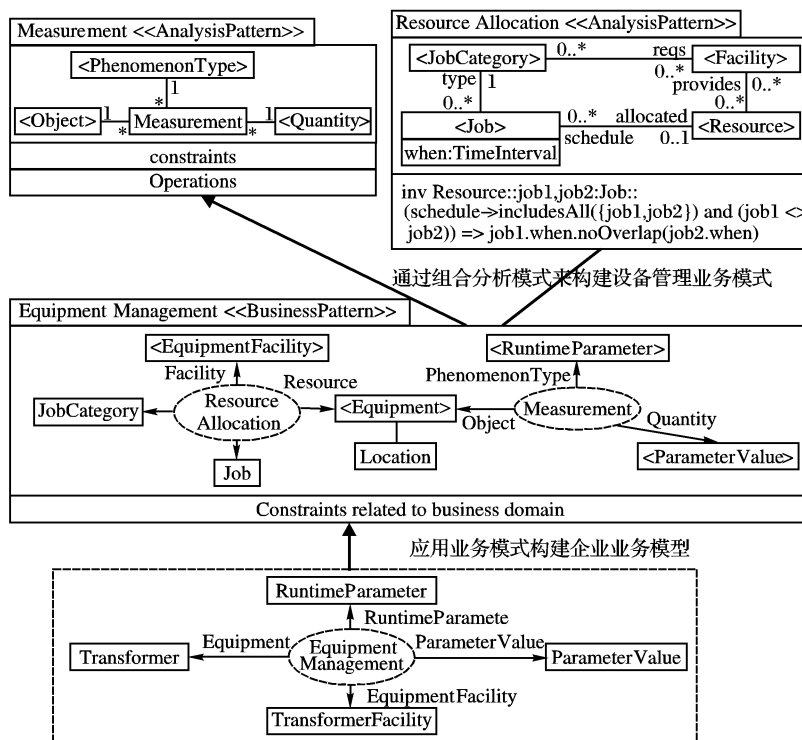 Measurement <<AnalysisPattern>>
<PhenomenonType>
1
*
<Object>
1
*
Measurement
*
1
<Quantity>
constraints
Operations
Resource Allocation <<AnalysisPattern>>
<JobCategory>
0..*
reqs
0..*
<Facility>
type
1
0..*
provides
0..*
0..*
<Job>
when:TimeInterval
0..*
allocated
schedule
0..1
<Resource>
inv Resource::job1,job2:Job::
(schedule->includesAll({job1,job2}) and (job1 <>
job2)) => job1.when.noOverlap(job2.when)
通过组合分析模式来构建设备管理业务模式
Equipment Management <<BusinessPattern>>
<EquipmentFacility>
Facility
JobCategory
Resource
Allocation
Resource
Job
<Equipment>
Location
<RuntimeParameter>
PhenomenonType
Object
Measurement
Quantity
<ParameterValue>
Constraints related to business domain
应用业务模式构建企业业务模型
RuntimeParameter
RuntimeParamete
Transformer
Equipment
Equipment
Management
ParameterValue
ParameterValue
EquipmentFacility
TransformerFacility